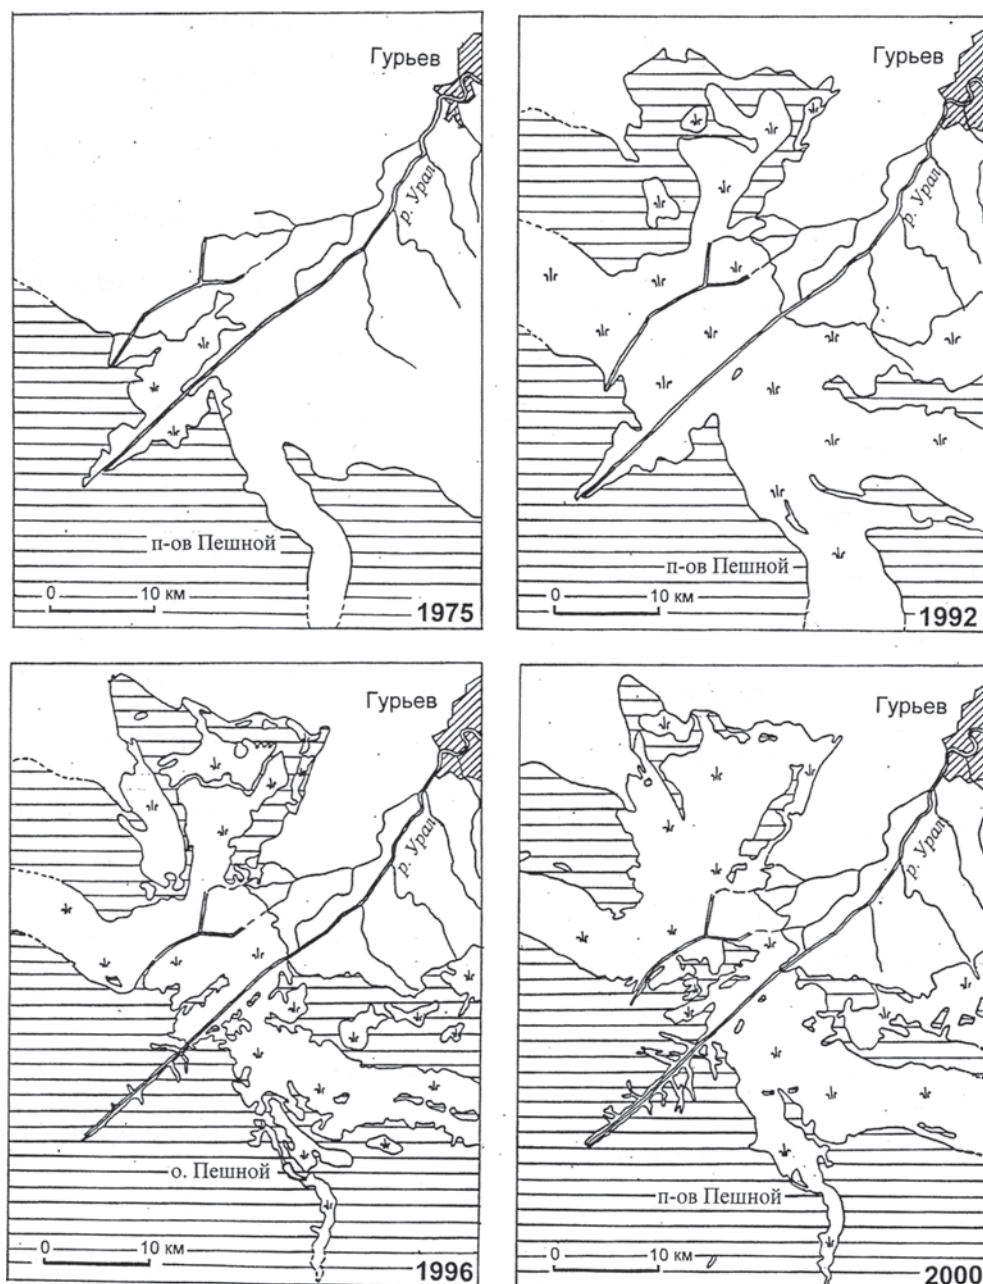 Гурьев
р. Урал
п-ов Пешной
0 10 км
1975
Гурьев
р. Урал
п-ов Пешной
0 10 км
1992
Гурьев
р. Урал
о. Пешной
0 10 км
1996
Гурьев
р. Урал
п-ов Пешной
0 10 км
2000